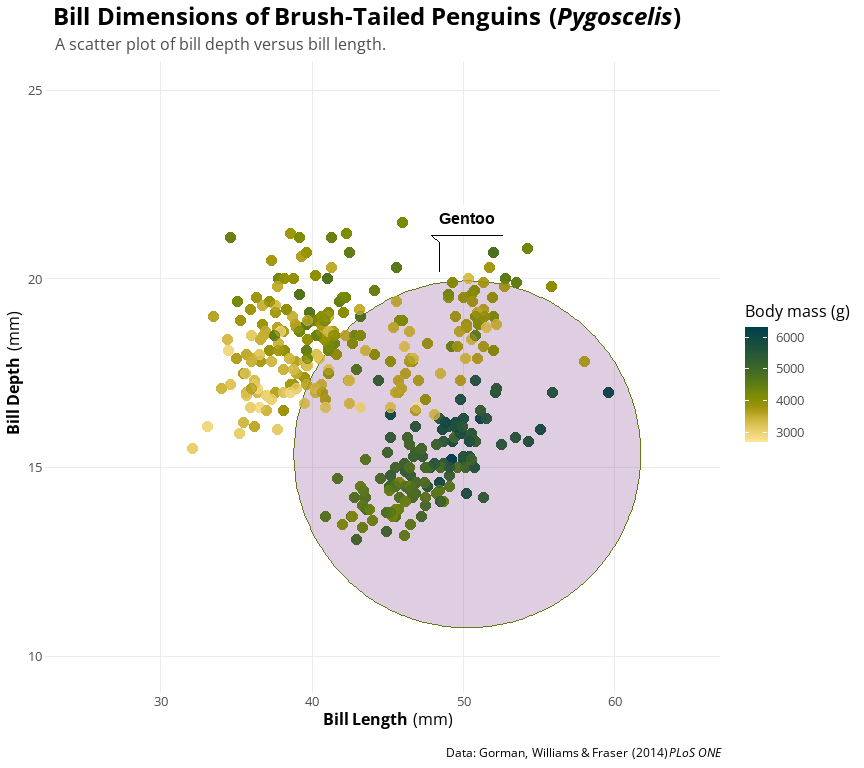 Bill Dimensions of Brush-Tailed Penguins (Pygoscelis)
A scatter plot of bill depth versus bill length.
25
20
15
10
Bill Depth (mm)
Gentoo
30
40
50
60
Bill Length (mm)
Body mass (g)
6000
5000
4000
3000
Data: Gorman, Williams & Fraser (2014) PLoS ONE